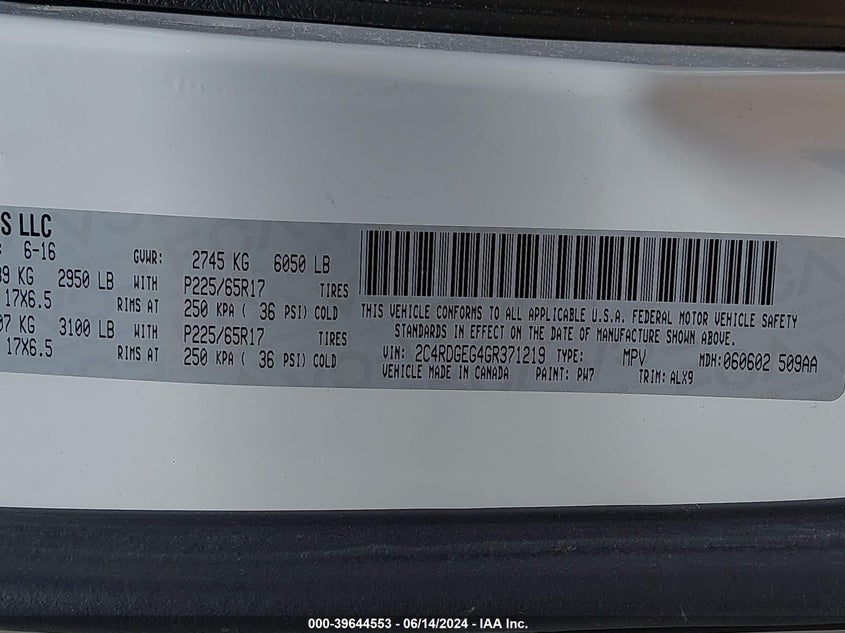 S LLC
6-16 GVWR: 2745 KG 6050 LB
KG 2950 LB WITH P225/65R17 TIRES
17X6.5 RIMS AT 250 KPA ( 36 PSI) COLD
07 KG 3100 LB WITH P225/65R17 TIRES
17X6.5 RIMS AT 250 KPA ( 36 PSI) COLD
THIS VEHICLE CONFORMS TO ALL APPLICABLE U.S.A. FEDERAL MOTOR VEHICLE SAFETY
STANDARDS IN EFFECT ON THE DATE OF MANUFACTURE SHOWN ABOVE.
VIN: 2C4RDGEG4GR371219 TYPE: MPV MDH:060602 509AA
VEHICLE MADE IN CANADA PAINT: PW7 TRIM: ALX9
000-39644553 - 06/14/2024 - IAA Inc.